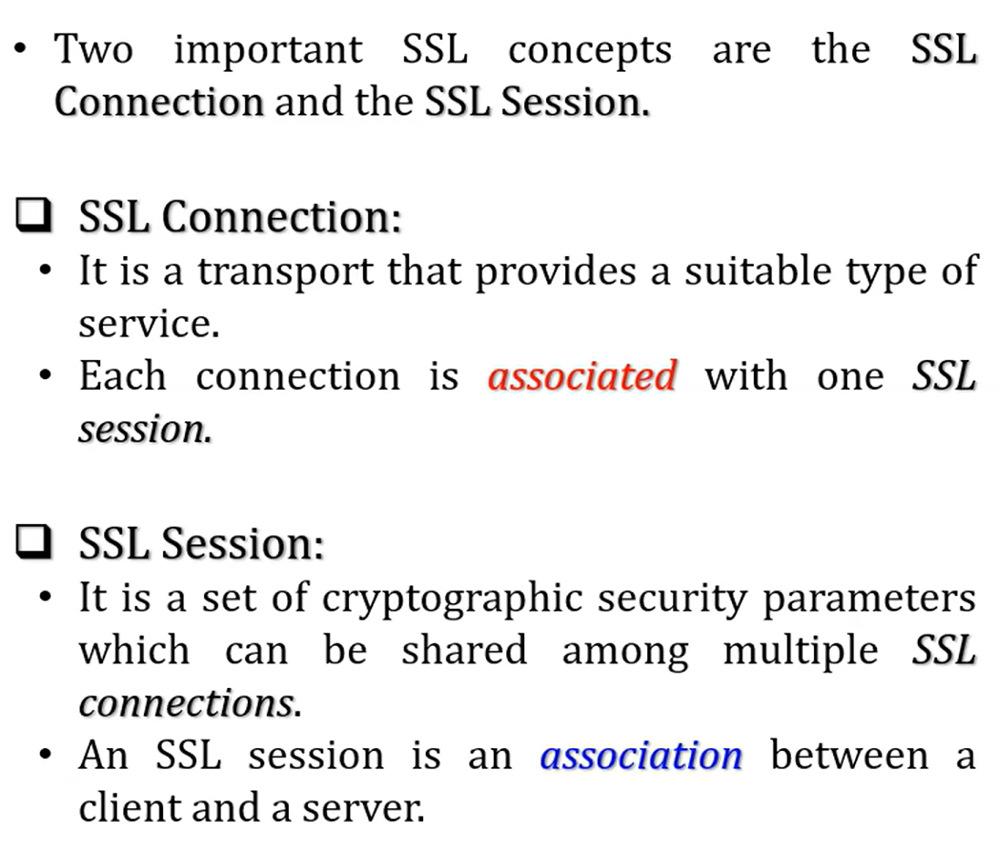 • Two important SSL concepts are the SSL
Connection and the SSL Session.
❑ SSL Connection:
• It is a transport that provides a suitable type of
service.
• Each connection is associated with one SSL
session.
❑ SSL Session:
• It is a set of cryptographic security parameters
which can be shared among multiple SSL
connections.
• An SSL session is an association between a
client and a server.